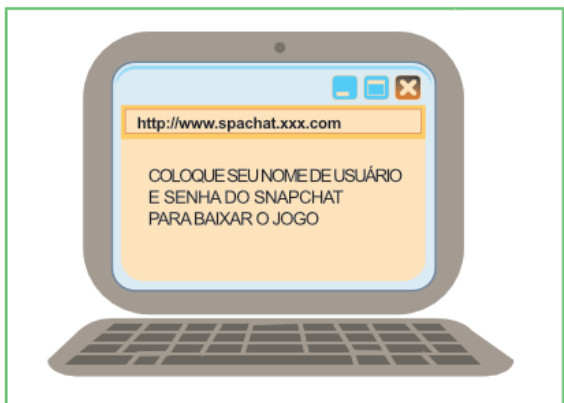 http://www.spachat.xxx.com
COLOQUE SEU NOME DE USUÁRIO
E SENHA DO SNAPCHAT
PARA BAIXAR O JOGO